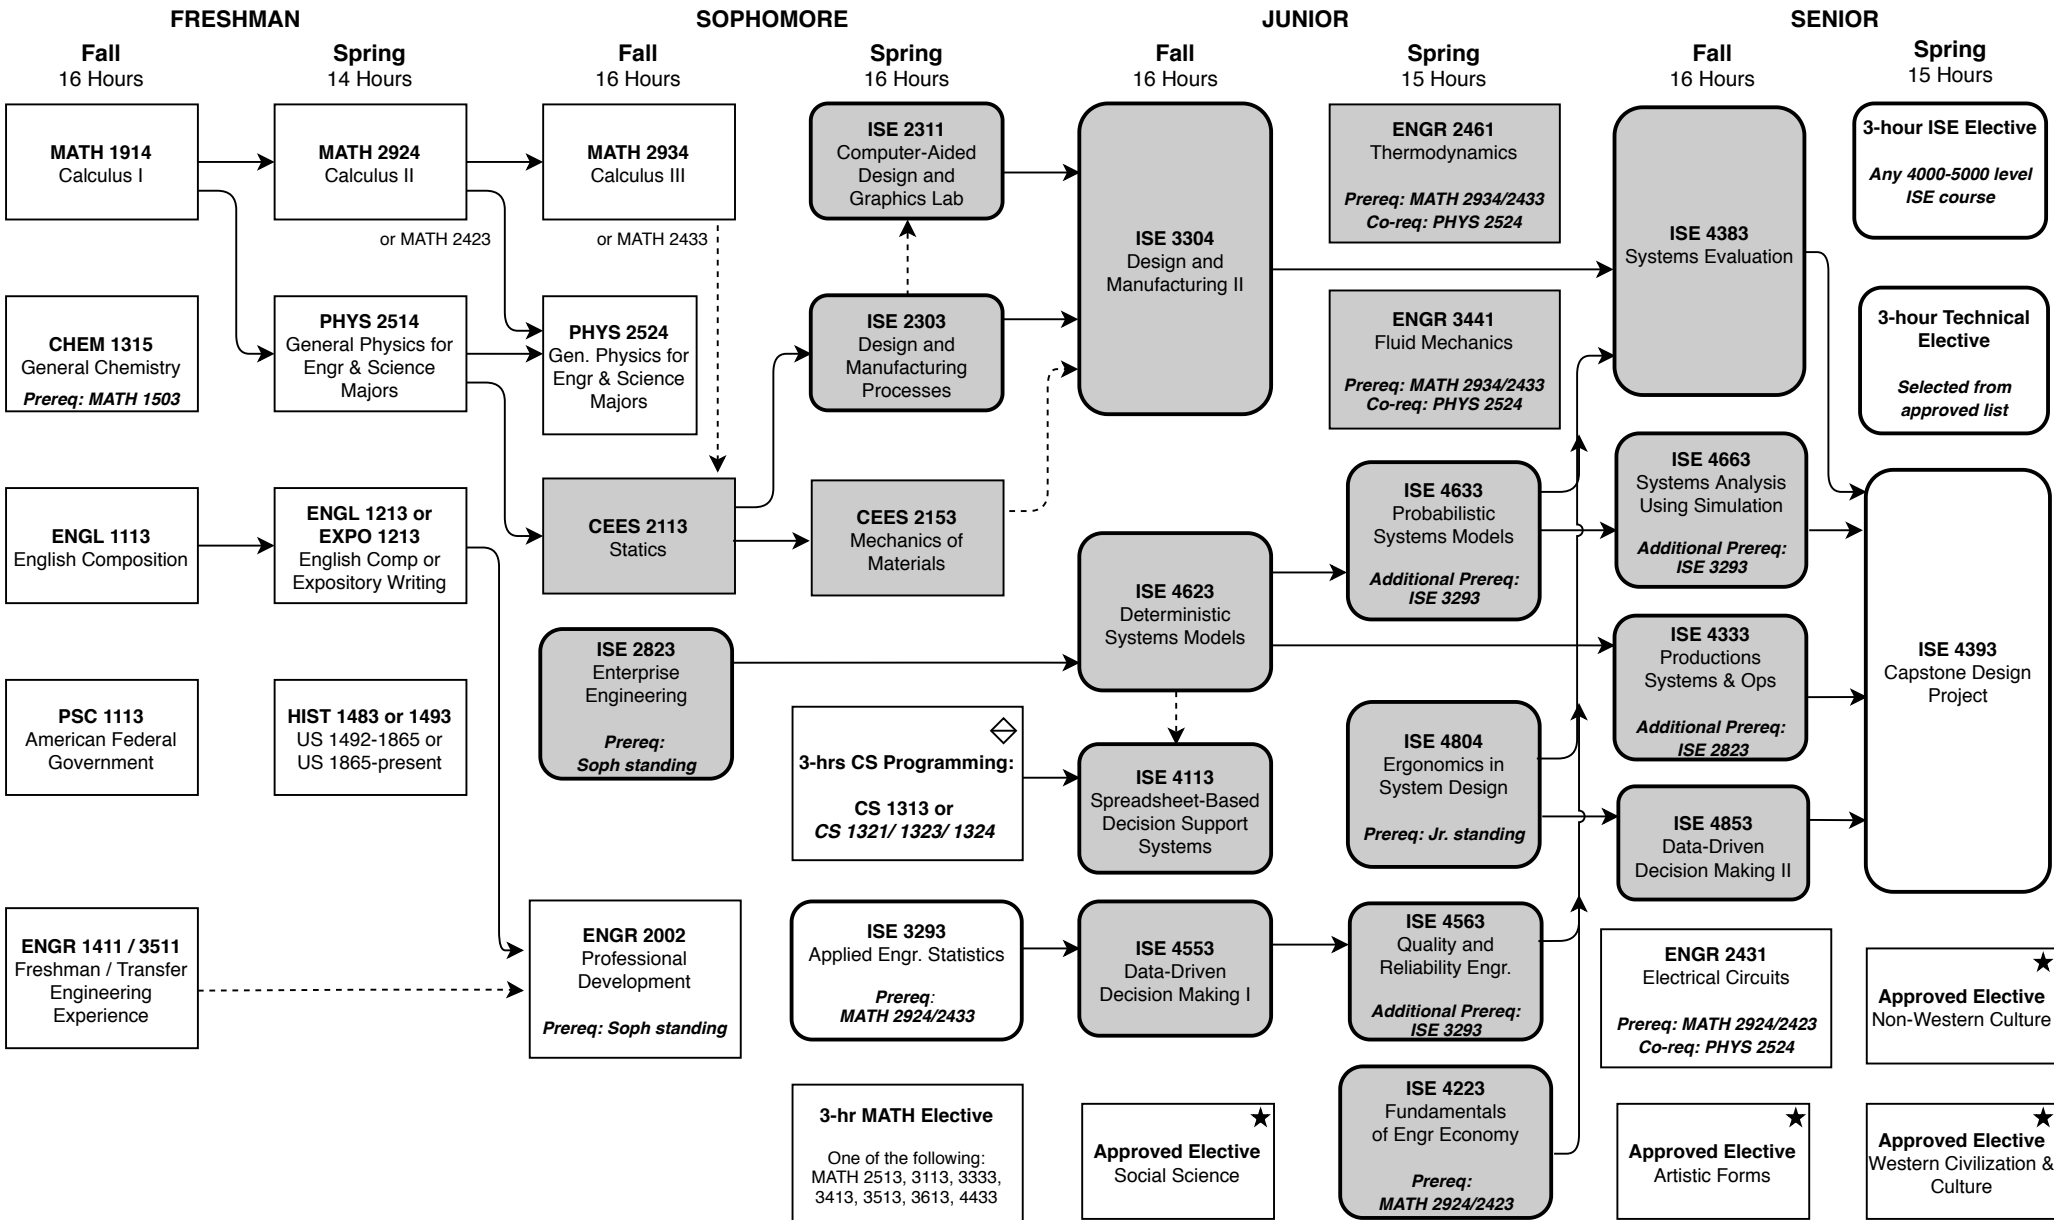 FRESHMAN
SOPHOMORE
JUNIOR
SENIOR
Fall
16 Hours
Spring
14 Hours
Fall
16 Hours
Spring
16 Hours
Fall
16 Hours
Spring
15 Hours
Fall
16 Hours
Spring
15 Hours
MATH 1914
Calculus I
CHEM 1315
General Chemistry
Prereq: MATH 1503
ENGL 1113
English Composition
PSC 1113
American Federal
Government
ENGR 1411 / 3511
Freshman / Transfer
Engineering
Experience
MATH 2924
Calculus II
or MATH 2423
PHYS 2514
General Physics for
Engr & Science
Majors
ENGL 1213 or
EXPO 1213
English Comp or
Expository Writing
HIST 1483 or 1493
US 1492-1865 or
US 1865-present
MATH 2934
Calculus III
or MATH 2433
PHYS 2524
Gen. Physics for
Engr & Science
Majors
CEES 2113
Statics
ISE 2823
Enterprise
Engineering
Prereq:
Soph standing
ENGR 2002
Professional
Development
Prereq: Soph standing
ISE 2311
Computer-Aided
Design and
Graphics Lab
ISE 2303
Design and
Manufacturing
Processes
CEES 2153
Mechanics of
Materials
3-hrs CS Programming:
CS 1313 or
CS 1321/ 1323/ 1324
ISE 3293
Applied Engr. Statistics
Prereq:
MATH 2924/2433
3-hr MATH Elective
One of the following:
MATH 2513, 3113, 3333,
3413, 3513, 3613, 4433
ISE 3304
Design and
Manufacturing II
ISE 4623
Deterministic
Systems Models
ISE 4113
Spreadsheet-Based
Decision Support
Systems
ISE 4553
Data-Driven
Decision Making I
Approved Elective
Social Science
ENGR 2461
Thermodynamics
Prereq: MATH 2934/2433
Co-req: PHYS 2524
ENGR 3441
Fluid Mechanics
Prereq: MATH 2934/2433
Co-req: PHYS 2524
ISE 4633
Probabilistic
Systems Models
Additional Prereq:
ISE 3293
ISE 4804
Ergonomics in
System Design
Prereq: Jr. standing
ISE 4563
Quality and
Reliability Engr.
Additional Prereq:
ISE 3293
ISE 4223
Fundamentals
of Engr Economy
Prereq:
MATH 2924/2423
ISE 4383
Systems Evaluation
ISE 4663
Systems Analysis
Using Simulation
Additional Prereq:
ISE 3293
ISE 4333
Productions
Systems & Ops
Additional Prereq:
ISE 2823
ISE 4853
Data-Driven
Decision Making II
ENGR 2431
Electrical Circuits
Prereq: MATH 2924/2423
Co-req: PHYS 2524
Approved Elective
Artistic Forms
3-hour ISE Elective
Any 4000-5000 level
ISE course
3-hour Technical
Elective
Selected from
approved list
ISE 4393
Capstone Design
Project
Approved Elective
Non-Western Culture
Approved Elective
Western Civilization &
Culture